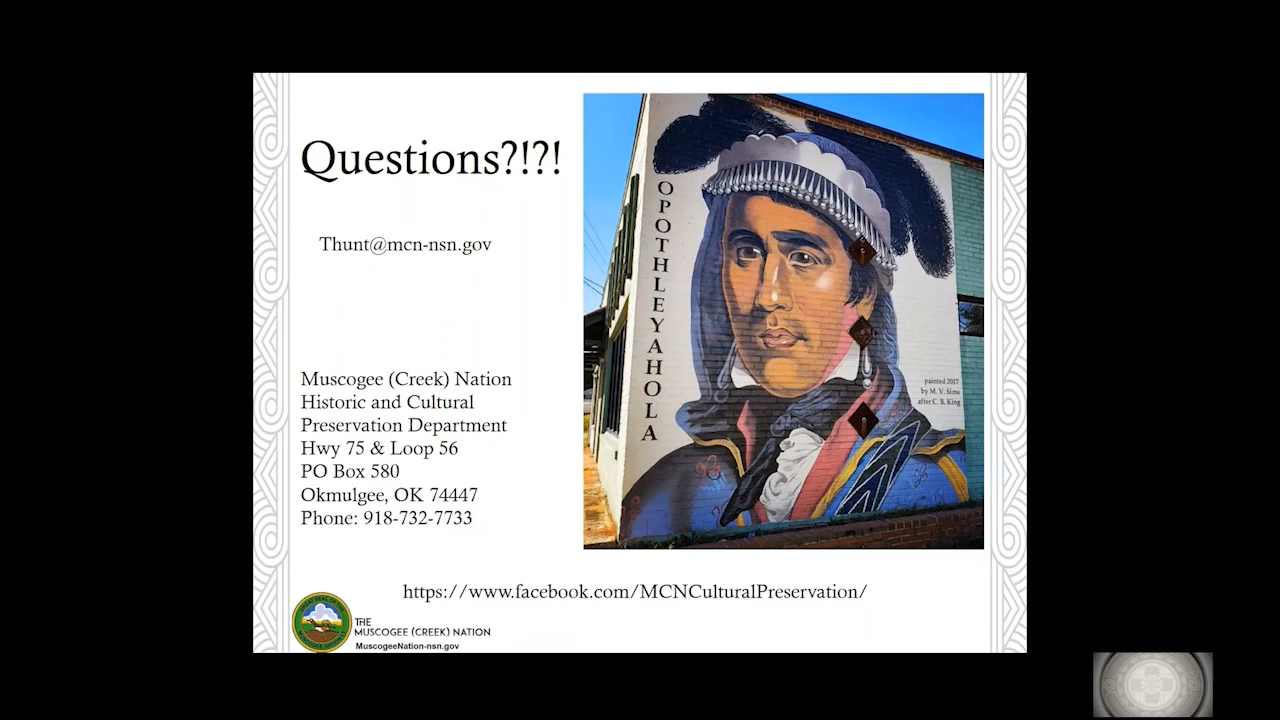 Questions?!?!
Thunt@mcn-nsn.gov
Muscogee (Creek) Nation
Historic and Cultural
Preservation Department
Hwy 75 & Loop 56
PO Box 580
Okmulgee, OK 74447
Phone: 918-732-7733
OPOTHLEYAHOLA
painted 2017
by M. V. Sims
after C. B. King
https://www.facebook.com/MCNCulturalPreservation/
THE
MUSCOGEE (CREEK) NATION
MuscogeeNation-nsn.gov